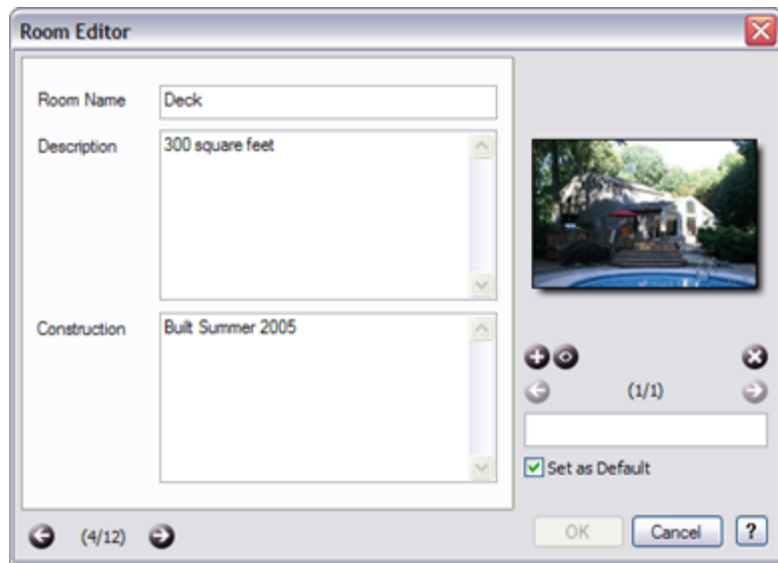 Room Editor
Room Name
Deck
Description
300 square feet
Construction
Built Summer 2005
(1/1)
Set as Default
(4/12)
OK
Cancel
?